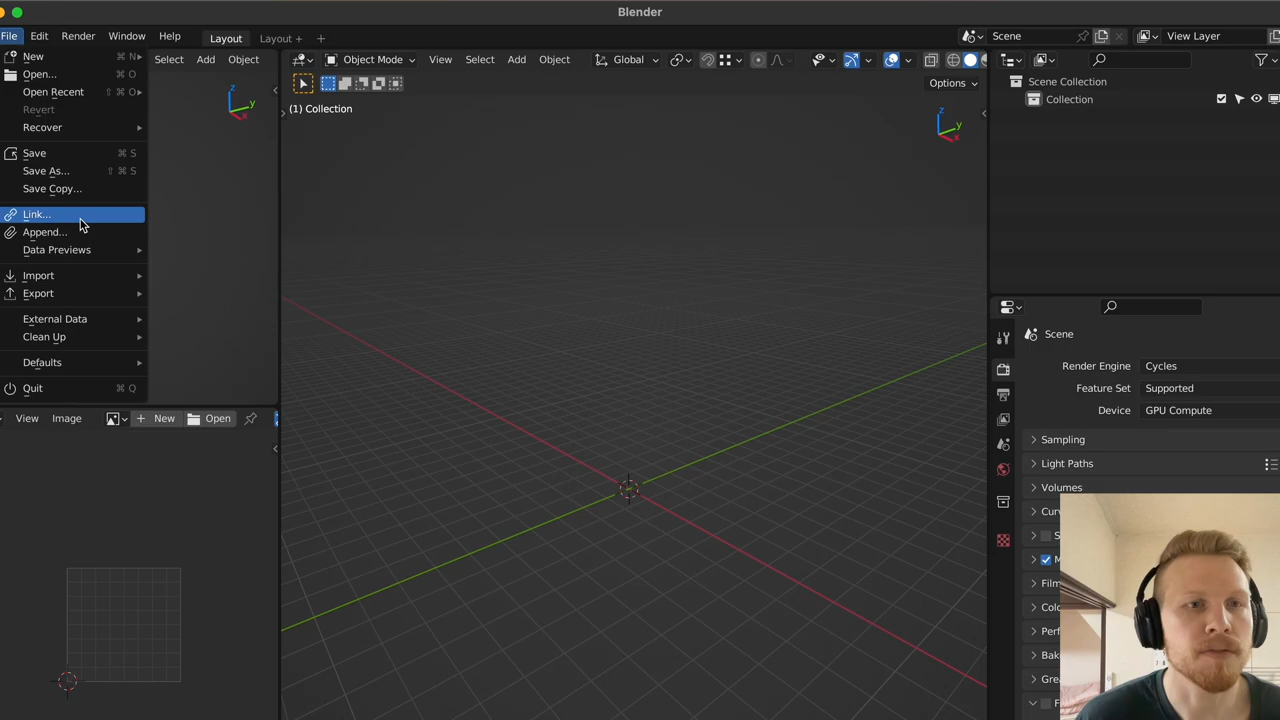 Blender
File Edit Render Window Help Layout Layout + Scene View Layer
New ⌘ N
Open... ⌘ O
Open Recent ⇧ ⌘ O
Revert
Recover
Save ⌘ S
Save As... ⇧ ⌘ S
Save Copy...
Link...
Append...
Data Previews
Import
Export
External Data
Clean Up
Defaults
Quit ⌘ Q
Select Add Object
z
y
x
Object Mode View Select Add Object Global
Options
(1) Collection
z
y
x
Scene Collection
Collection
View Image New Open
Scene
Render Engine Cycles
Feature Set Supported
Device GPU Compute
Sampling
Light Paths
Volumes